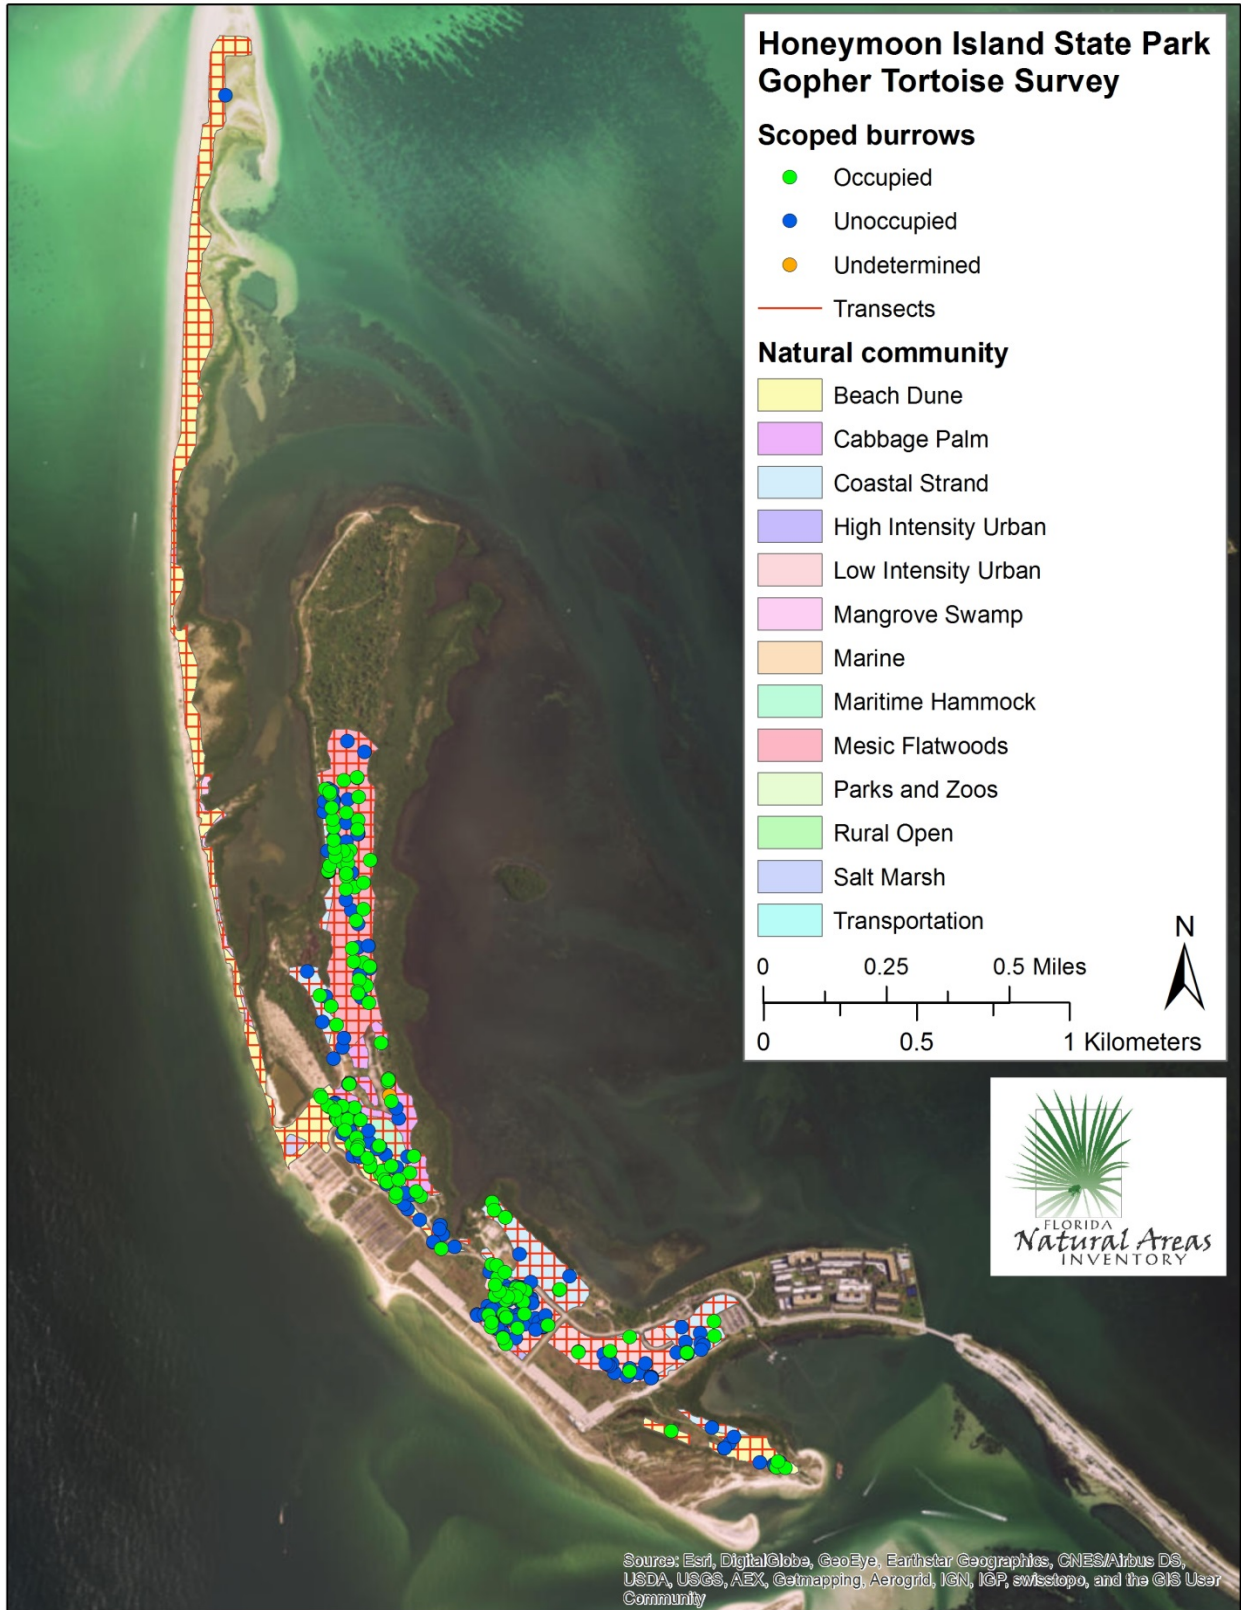 Honeymoon Island State Park
Gopher Tortoise Survey
Scoped burrows
Occupied
Unoccupied
Undetermined
Transects
Natural community
Beach Dune
Cabbage Palm
Coastal Strand
High Intensity Urban
Low Intensity Urban
Mangrove Swamp
Marine
Maritime Hammock
Mesic Flatwoods
Parks and Zoos
Rural Open
Salt Marsh
Transportation
N
0 0.25 0.5 Miles
0 0.5 1 Kilometers
FLORIDA
Natural Areas
INVENTORY
Source: Esri, DigitalGlobe, GeoEye, Earthstar Geographics, CNES/Airbus DS,
USDA, USGS, AEX, Getmapping, Aerogrid, IGN, IGP, swisstopo, and the GIS User
Community